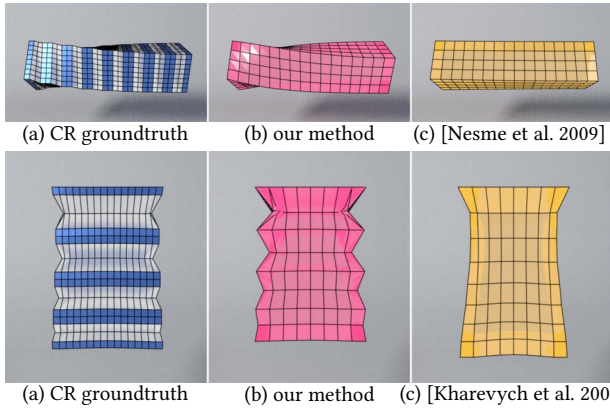 (a) CR groundtruth (b) our method (c) [Nesme et al. 2009]
(a) CR groundtruth (b) our method (c) [Kharevych et al. 200